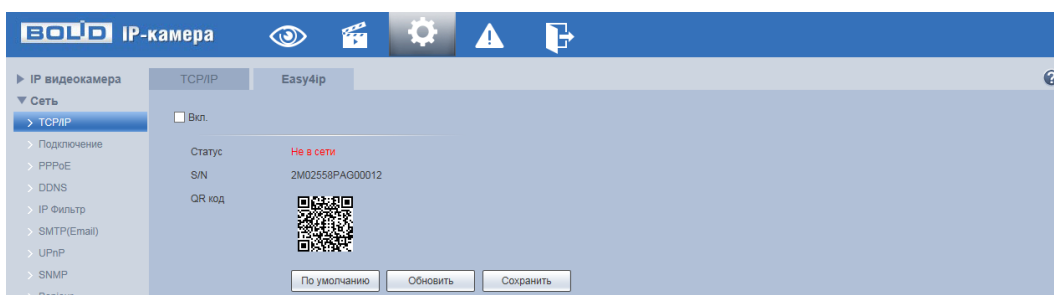 BOLID IP-камера
IP видеокамера
TCP/IP
Easy4ip
Сеть
TCP/IP
Вкл.
Подключение
Статус
Не в сети
PPPoE
S/N
2M02558PAG00012
DDNS
QR код
IP Фильтр
SMTP(Email)
UPnP
SNMP
По умолчанию
Обновить
Сохранить